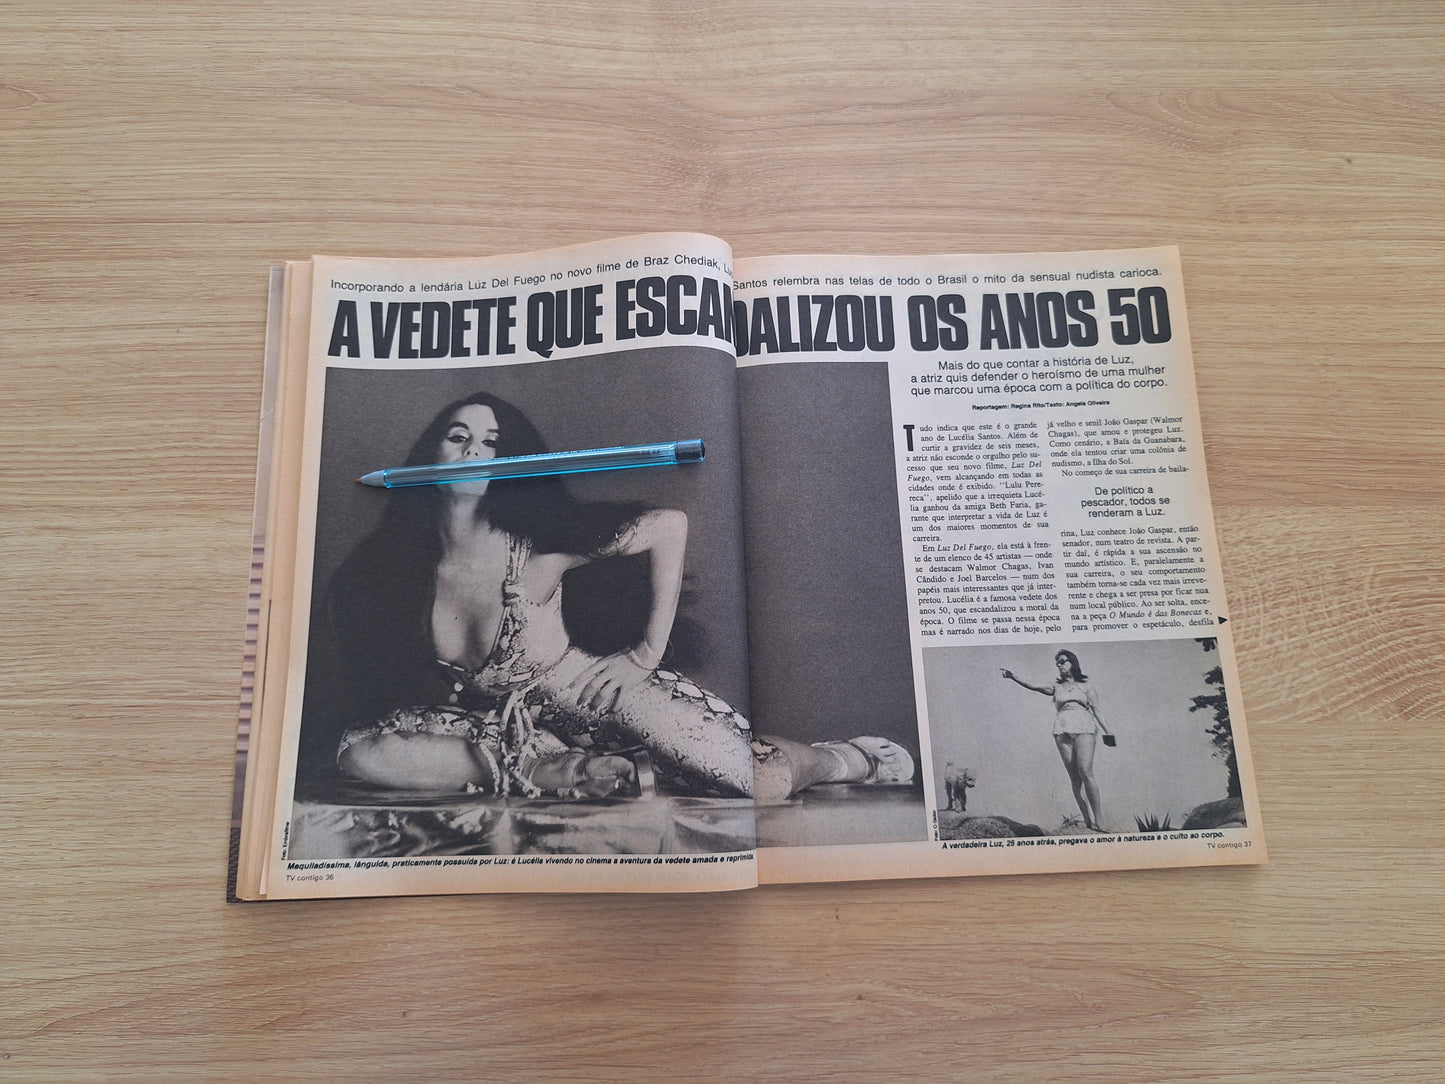 Incorporando a lendária Luz Del Fuego no novo filme de Braz Chediak, Santos relembra nas telas de todo o Brasil o mito da sensual nudista carioca.
A VEDETE QUE ESCANDALIZOU OS ANOS 50
Mais do que contar a história de Luz,
a atriz quis defender o heroísmo de uma mulher
que marcou uma época com a política do corpo.
Reportagem: Regina Rito/Texto: Angela Oliveira
Tudo indica que este é o grande
ano de Lucélia Santos. Além de
curtir a gravidez de seis meses,
a atriz não esconde o orgulho pelo su-
cesso que seu novo filme, Luz Del
Fuego, vem alcançando em todas as
cidades onde é exibido. "Lulu Pere-
reca", apelido que a irrequieta Lucé-
lia ganhou da amiga Beth Faria, ga-
rante que interpretar a vida de Luz é
um dos maiores momentos de sua
carreira.
Em Luz Del Fuego, ela está à fren-
te de um elenco de 45 artistas — onde
se destacam Walmor Chagas, Ivan
Cândido e Joel Barcelos — num dos
papéis mais interessantes que já inter-
pretou. Lucélia é a famosa vedete dos
anos 50, que escandalizou a moral da
época. O filme se passa nessa época
mas é narrado nos dias de hoje, pelo
já velho e senil João Gaspar (Walmor
Chagas), que amou e protegeu Luz.
Como cenário, a Baía da Guanabara,
onde ela tentou criar uma colônia de
nudismo, a Ilha do Sol.
No começo de sua carreira de baila-
De político a
pescador, todos se
renderam a Luz.
rina, Luz conhece João Gaspar, então
senador, num teatro de revista. A par-
tir daí, é rápida a sua ascensão no
mundo artístico. E, paralelamente a
sua carreira, o seu comportamento
também torna-se cada vez mais irreve-
rente e chega a ser presa por ficar nua
num local público. Ao ser solta, ence-
na a peça O Mundo é das Bonecas e,
para promover o espetáculo, desfila
Foto: Embrafilme
Maquiladíssima, lânguida, praticamente possuída por Luz: é Lucélia vivendo no cinema a aventura da vedete amada e reprimida
TV contigo 36
Foto: O Globo
A verdadeira Luz, 25 anos atrás, pregava o amor à natureza e o culto ao corpo.
TV contigo 37